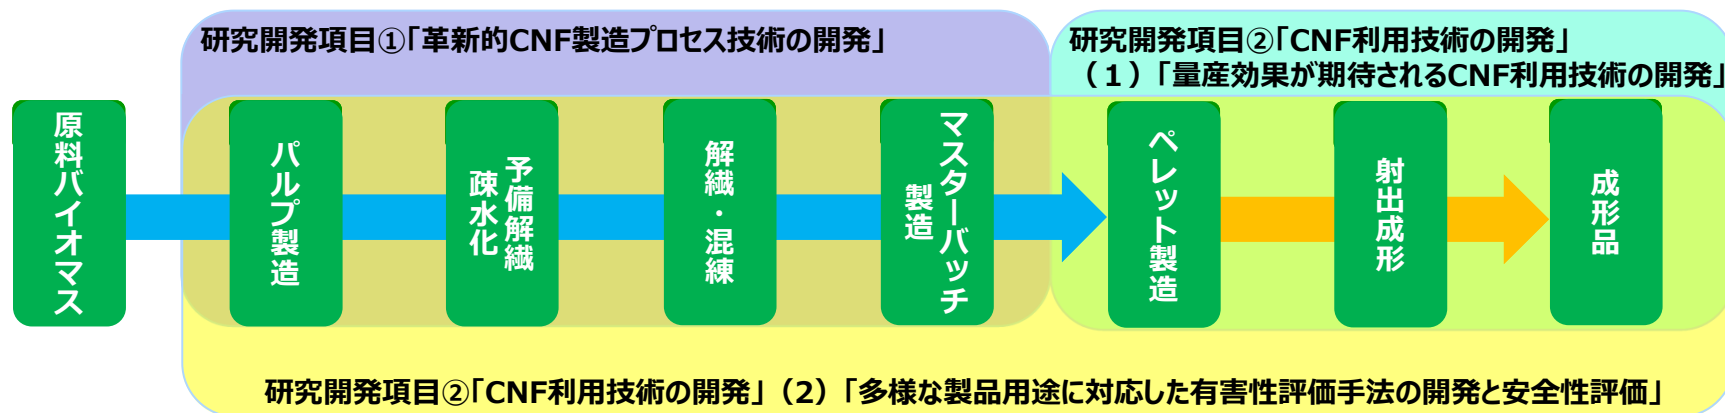 研究開発項目①「革新的CNF製造プロセス技術の開発」
研究開発項目②「CNF利用技術の開発」
（１）「量産効果が期待されるCNF利用技術の開発」
原料バイオマス
パルプ製造
予備解繊
疎水化
解繊・混練
マスターバッチ
製造
ペレット製造
射出成形
成形品
研究開発項目②「CNF利用技術の開発」（2）「多様な製品用途に対応した有害性評価手法の開発と安全性評価」